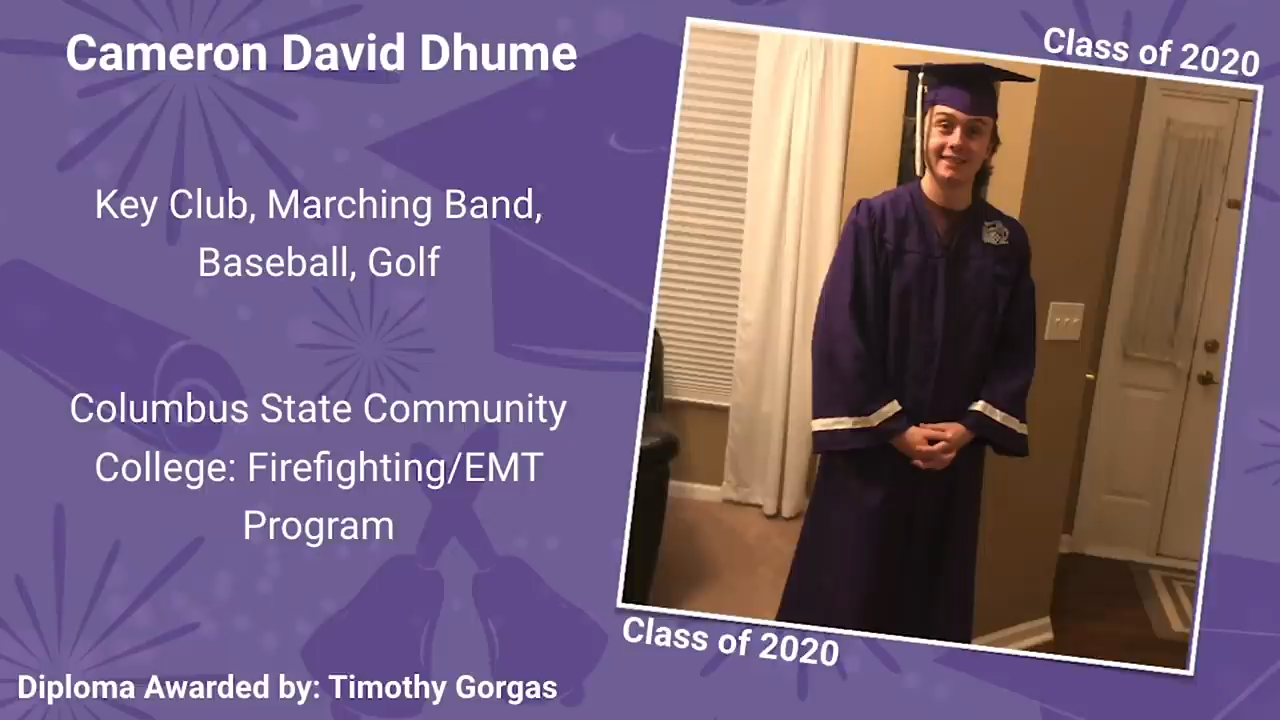 Cameron David Dhume
Class of 2020
Key Club, Marching Band,
Baseball, Golf
Columbus State Community
College: Firefighting/EMT
Program
Class of 2020
Diploma Awarded by: Timothy Gorgas